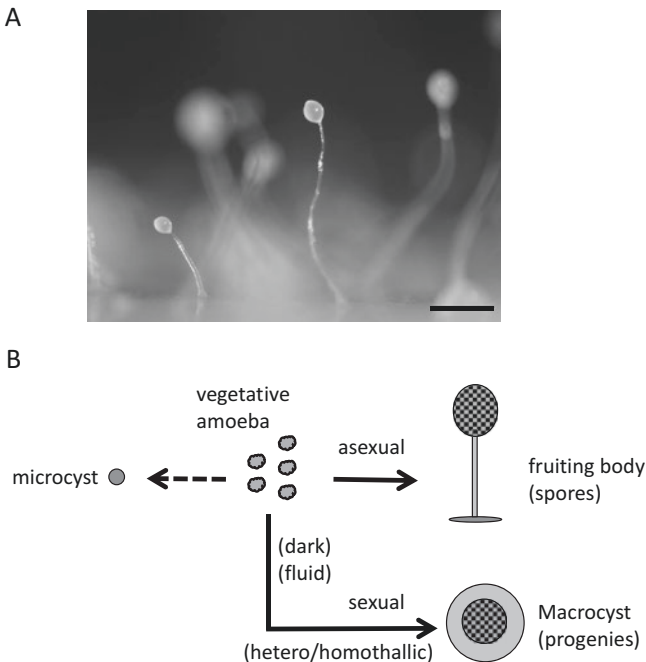 A
B
vegetative
amoeba
microcyst
asexual
fruiting body
(spores)
(dark)
(fluid)
sexual
(hetero/homothallic)
Macrocyst
(progenies)